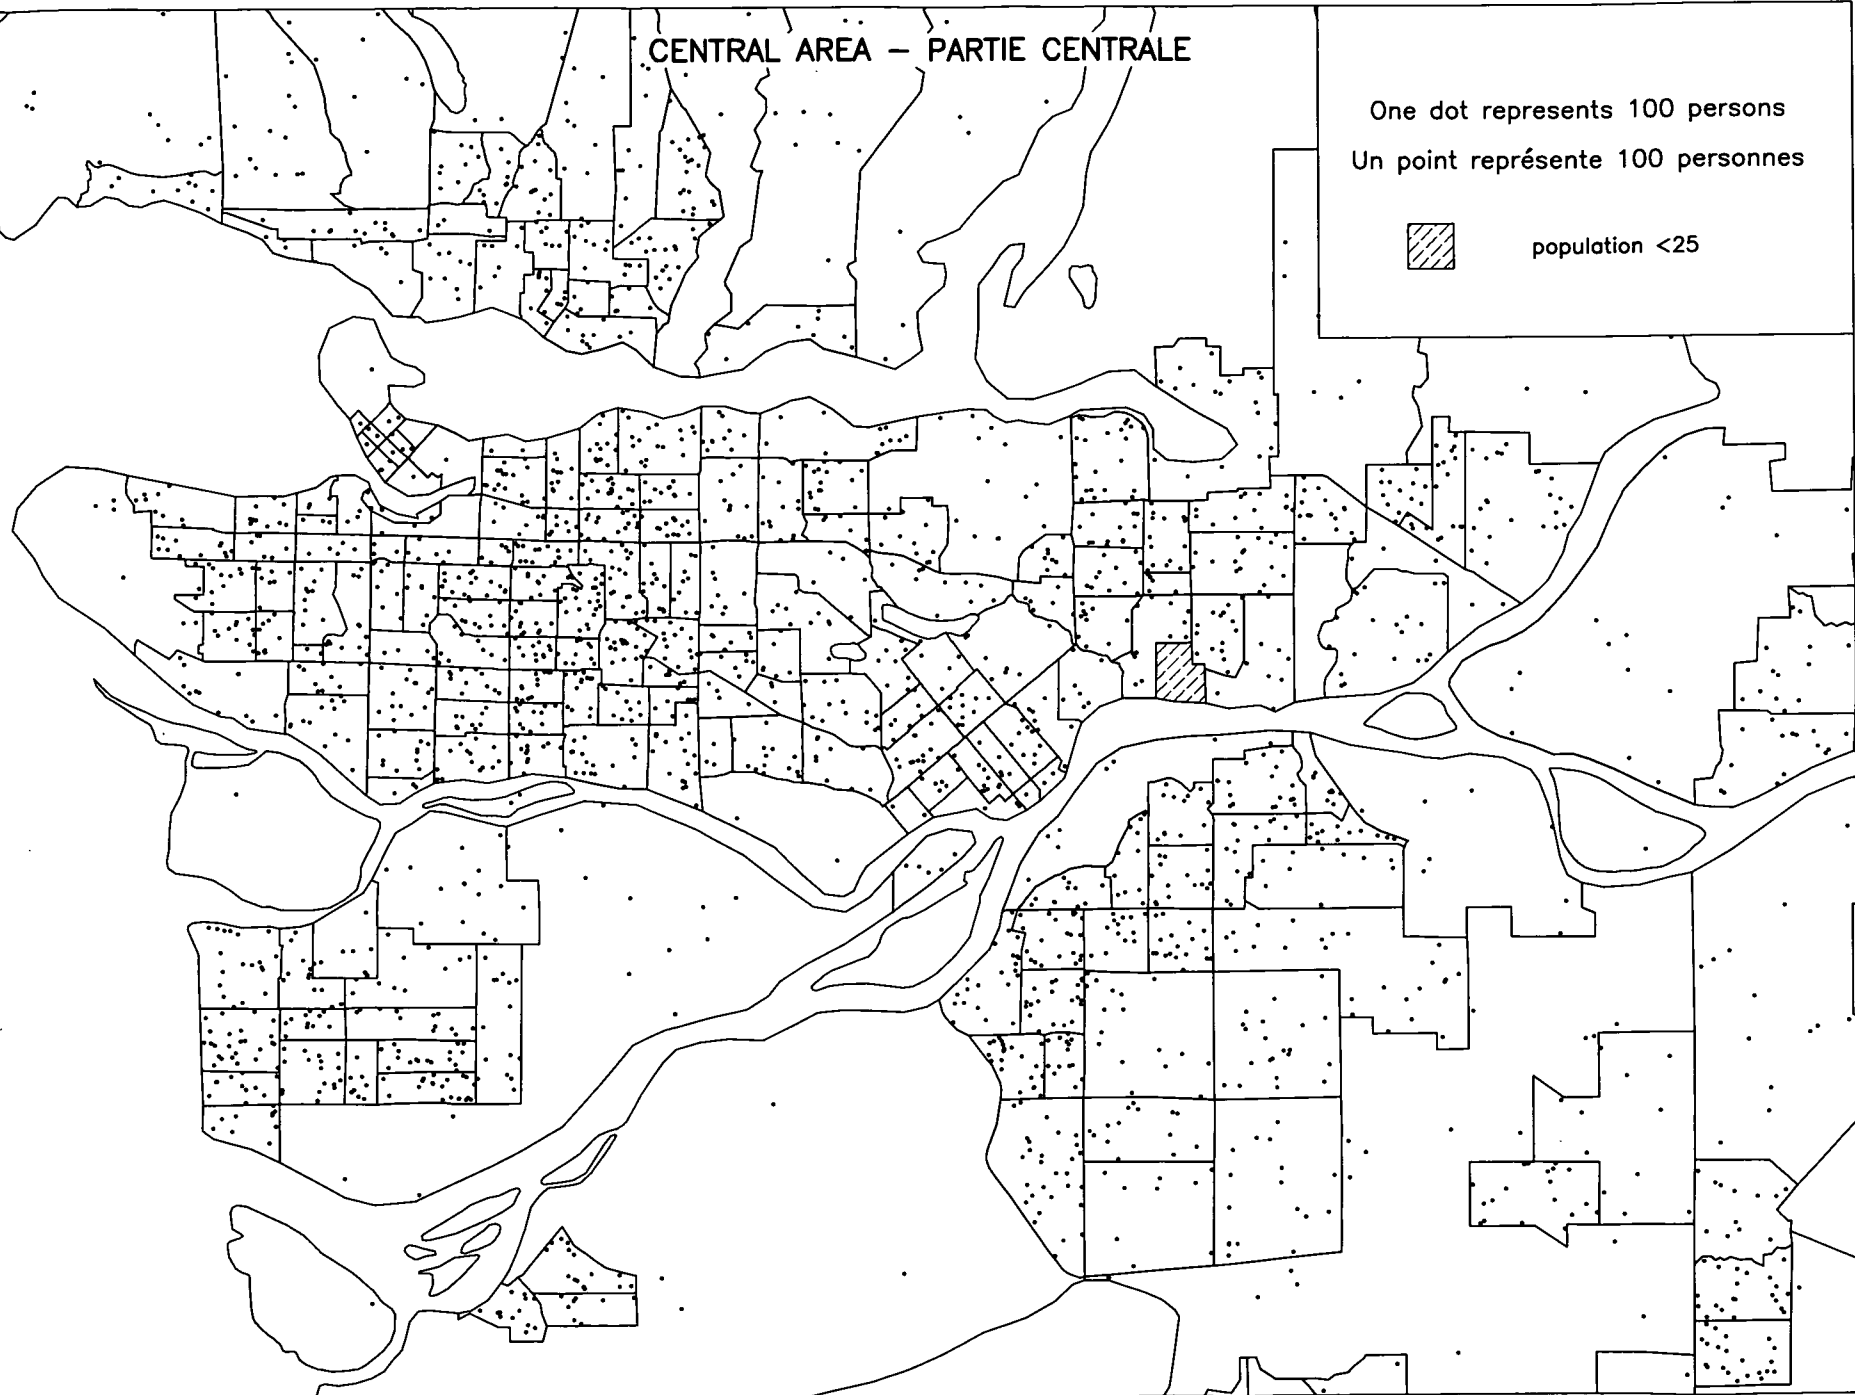 CENTRAL AREA – PARTIE CENTRALE
One dot represents 100 persons
Un point représente 100 personnes
population <25